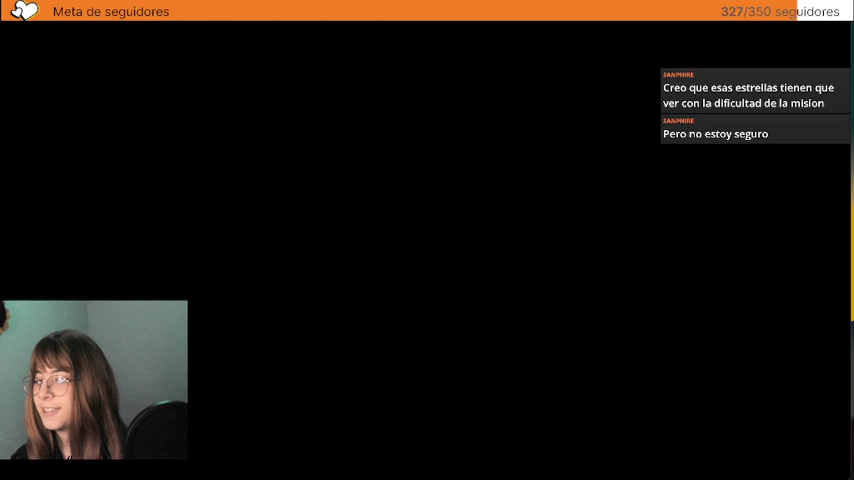 Meta de seguidores
327/350 seguidores
SANPHIRE
Creo que esas estrellas tienen que
ver con la dificultad de la mision
SANPHIRE
Pero no estoy seguro